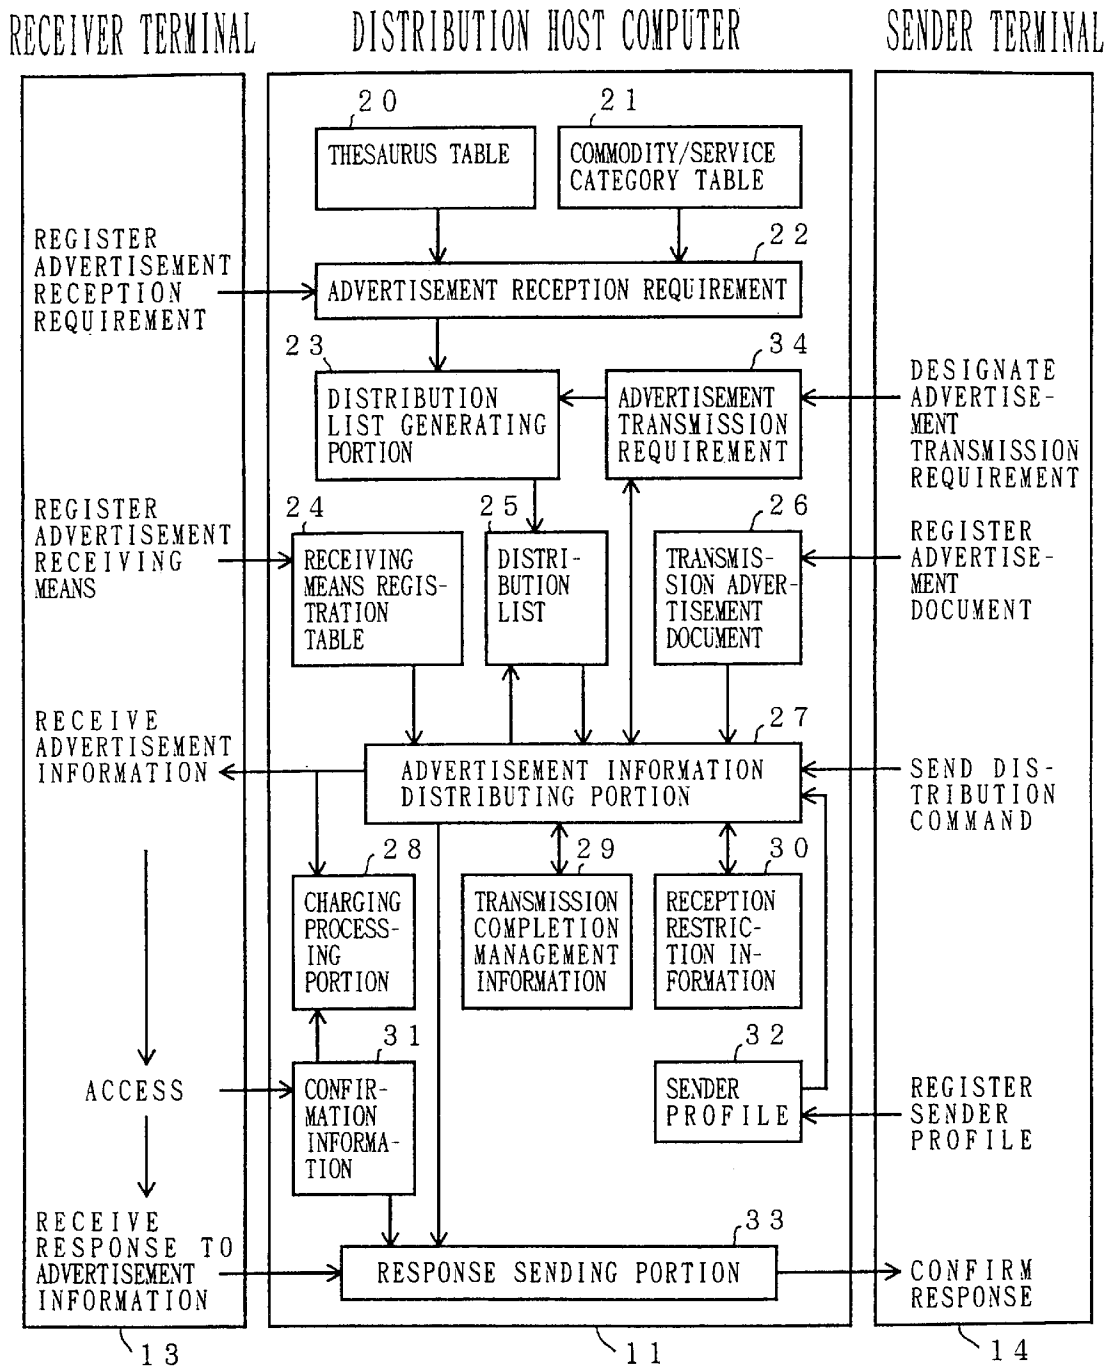 RECEIVER TERMINAL
DISTRIBUTION HOST COMPUTER
SENDER TERMINAL
20
THESAURUS TABLE
21
COMMODITY/SERVICE
CATEGORY TABLE
REGISTER
ADVERTISEMENT
RECEPTION
REQUIREMENT
22
ADVERTISEMENT RECEPTION REQUIREMENT
23
DISTRIBUTION
LIST GENERATING
PORTION
34
ADVERTISEMENT
TRANSMISSION
REQUIREMENT
DESIGNATE
ADVERTISE-
MENT
TRANSMISSION
REQUIREMENT
REGISTER
ADVERTISEMENT
RECEIVING
MEANS
24
RECEIVING
MEANS REGIS-
TRATION
TABLE
25
DISTRI-
BUTION
LIST
26
TRANSMIS-
SION ADVER-
TISEMENT
DOCUMENT
REGISTER
ADVERTISE-
MENT
DOCUMENT
RECEIVE
ADVERTISEMENT
INFORMATION
27
ADVERTISEMENT INFORMATION
DISTRIBUTING PORTION
SEND DIS-
TRIBUTION
COMMAND
28
CHARGING
PROCESS-
ING
PORTION
29
TRANSMISSION
COMPLETION
MANAGEMENT
INFORMATION
30
RECEPTION
RESTRIC-
TION IN-
FORMATION
ACCESS
31
CONFIR-
MATION
INFORMA-
TION
32
SENDER
PROFILE
REGISTER
SENDER
PROFILE
RECEIVE
RESPONSE TO
ADVERTISEMENT
INFORMATION
33
RESPONSE SENDING PORTION
CONFIRM
RESPONSE
13
11
14